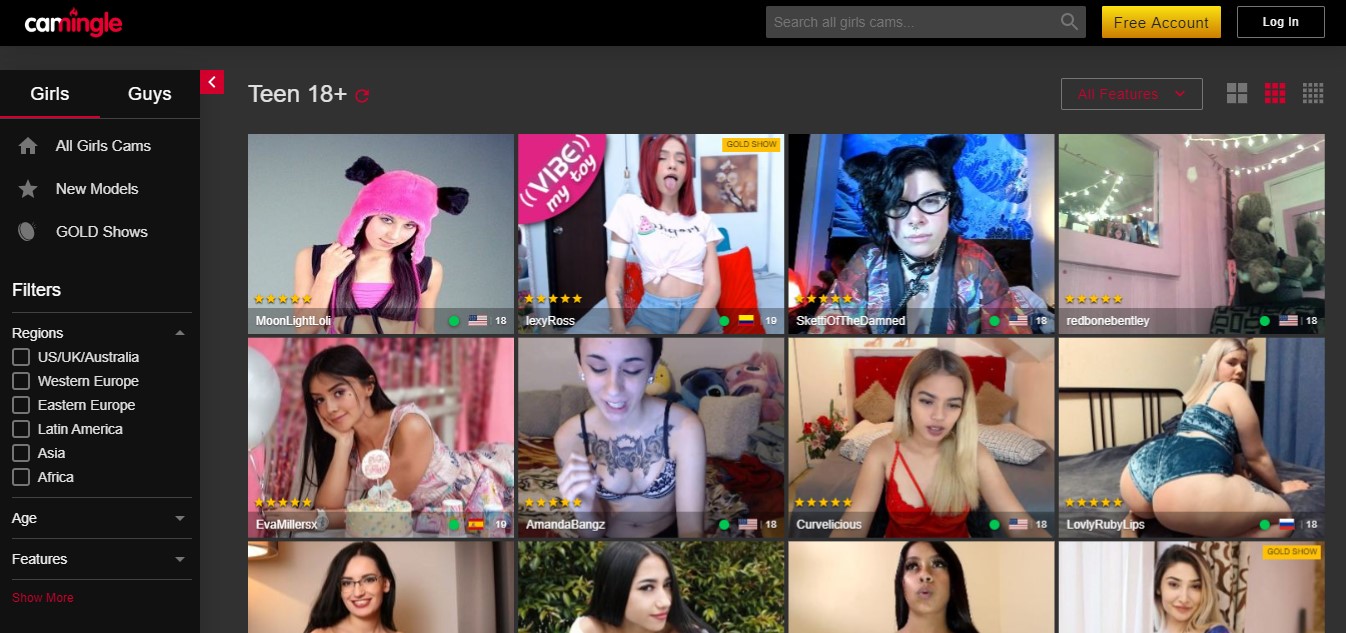 camingle
Search all girls cams...
Free Account
Log In
Girls
Guys
All Girls Cams
New Models
GOLD Shows
Filters
Regions
US/UK/Australia
Western Europe
Eastern Europe
Latin America
Asia
Africa
Age
Features
Show More
Teen 18+
All Features
MoonLightLoli
18
((VIBE))
my toy
GOLD SHOW
lexyRoss
19
SkettiOfTheDamned
18
redbonebentley
18
EvaMillersx
19
AmandaBangz
18
Curvelicious
18
LovlyRubyLips
18
GOLD SHOW